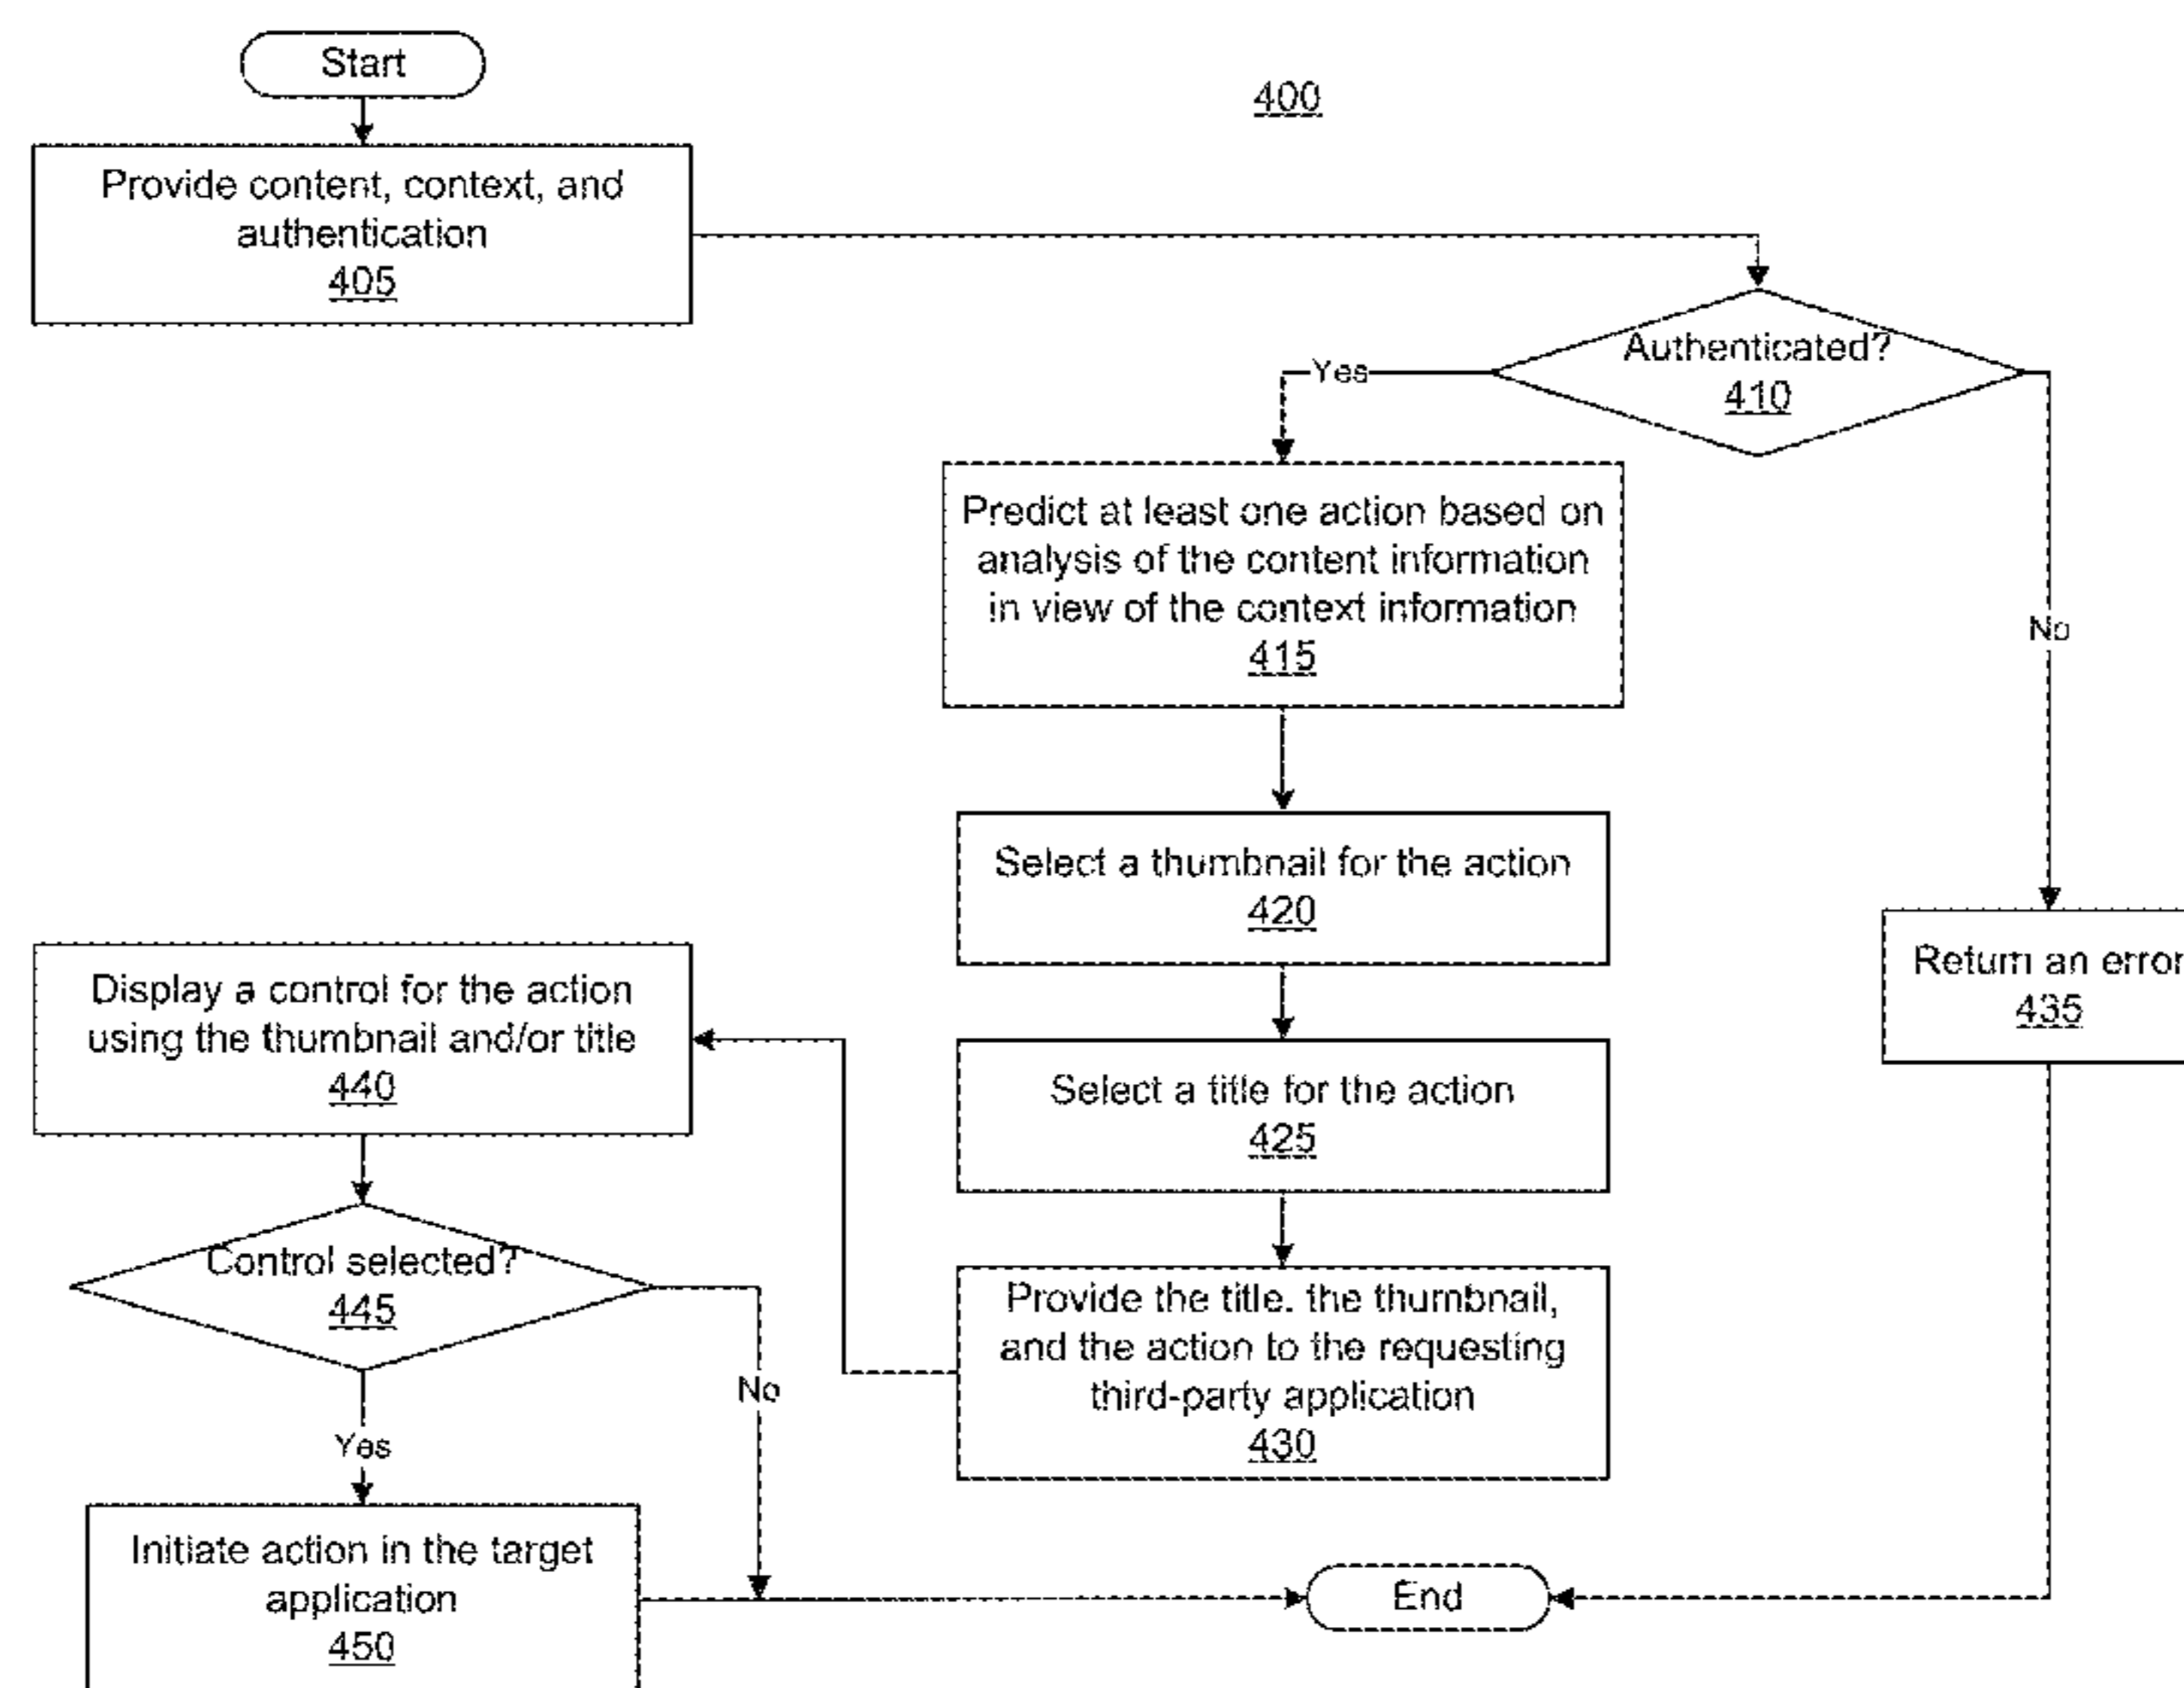 Start
400
Provide content, context, and
authentication
405
Authenticated?
410
Yes
Predict at least one action based on
analysis of the content information
in view of the context information
415
No
Select a thumbnail for the action
420
Return an error
435
Display a control for the action
using the thumbnail and/or title
440
Select a title for the action
425
Control selected?
445
Provide the title, the thumbnail,
and the action to the requesting
third-party application
430
No
Yes
Initiate action in the target
application
450
End